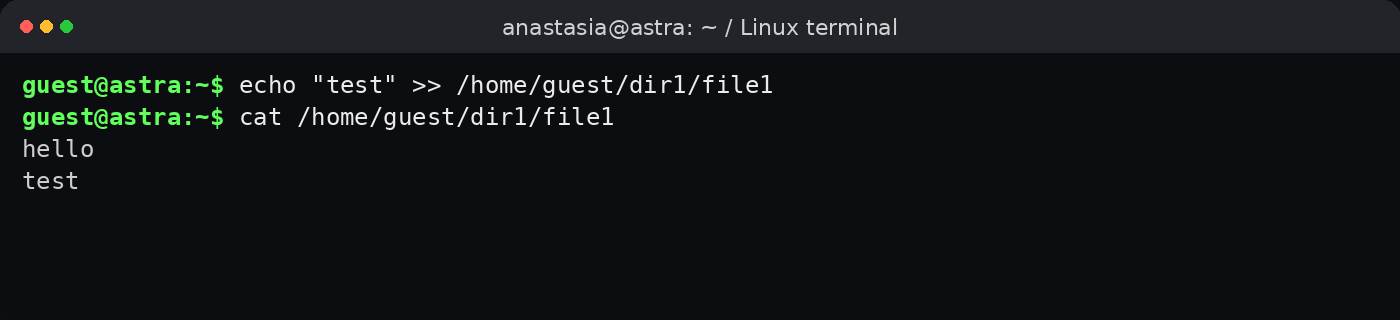 anastasia@astra: ~ / Linux terminal
guest@astra:~$ echo "test" >> /home/guest/dir1/file1
guest@astra:~$ cat /home/guest/dir1/file1
hello
test